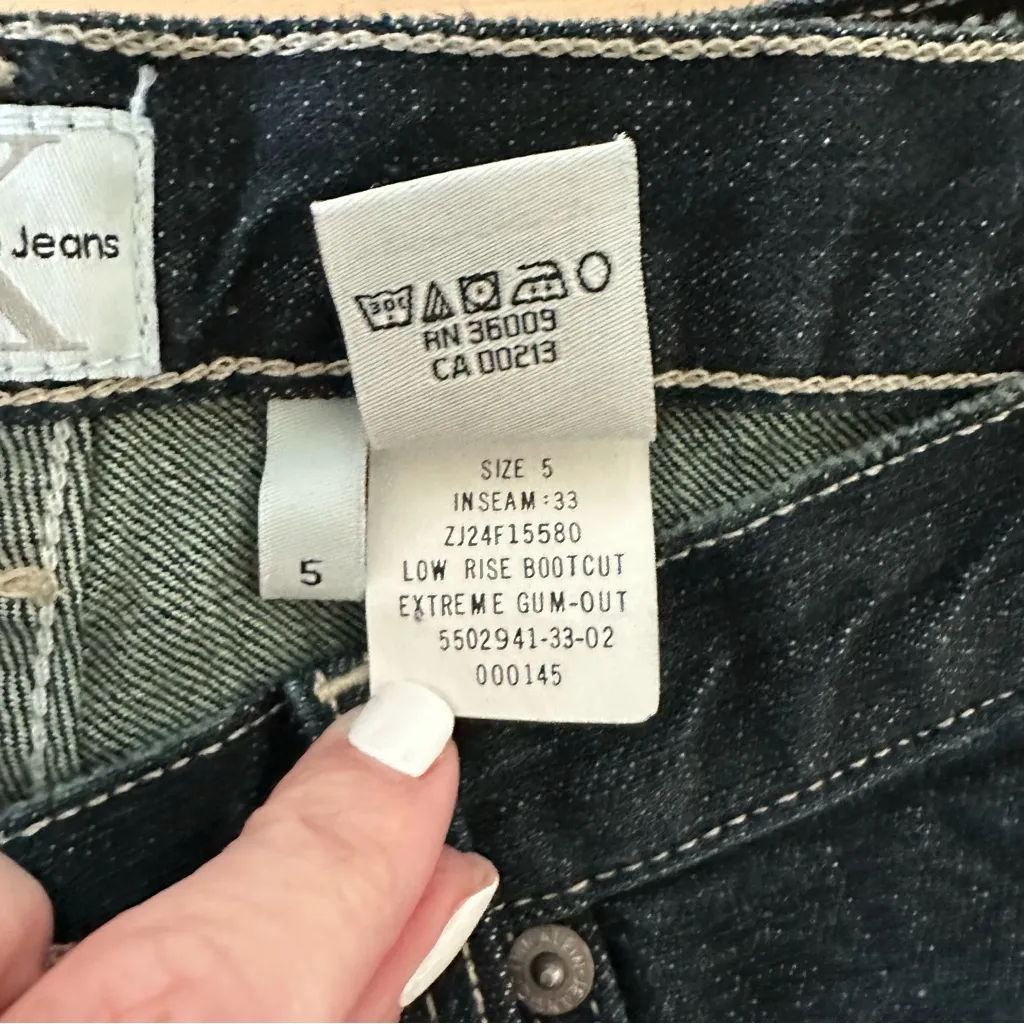 Jeans
30C
RN 36009
CA 00213
SIZE 5
INSEAM:33
ZJ24F15580
LOW RISE BOOTCUT
EXTREME GUM-OUT
5502941-33-02
000145
5